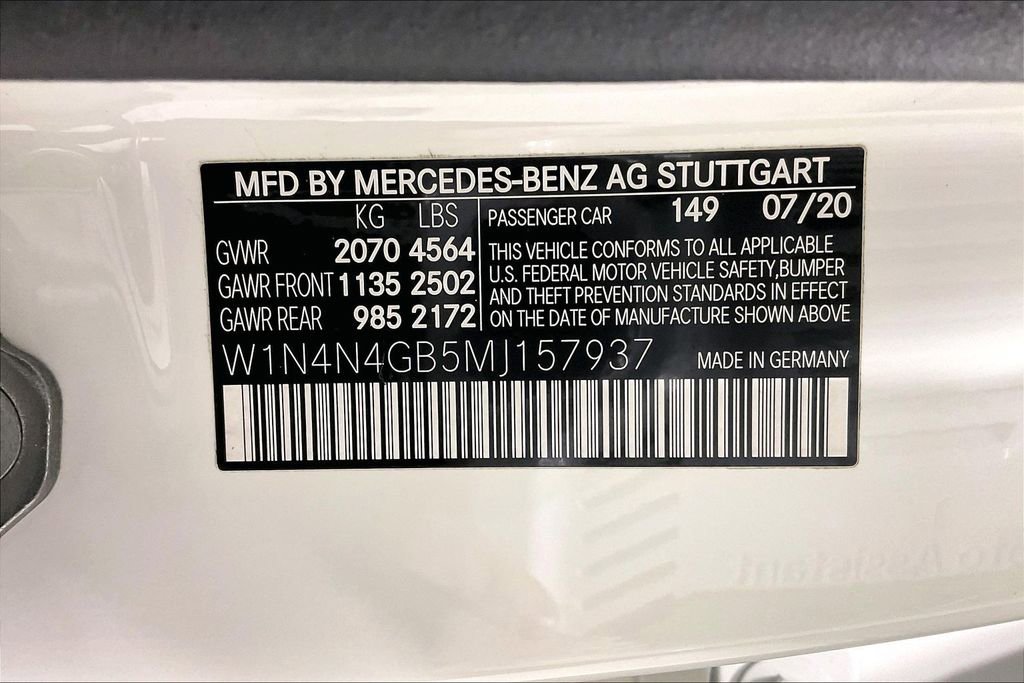 MFD BY MERCEDES-BENZ AG STUTTGART
KG LBS
GVWR 2070 4564
GAWR FRONT 1135 2502
GAWR REAR 985 2172
PASSENGER CAR 149 07/20
THIS VEHICLE CONFORMS TO ALL APPLICABLE
U.S. FEDERAL MOTOR VEHICLE SAFETY,BUMPER
AND THEFT PREVENTION STANDARDS IN EFFECT
ON THE DATE OF MANUFACTURE SHOWN ABOVE
W1N4N4GB5MJ157937 MADE IN GERMANY